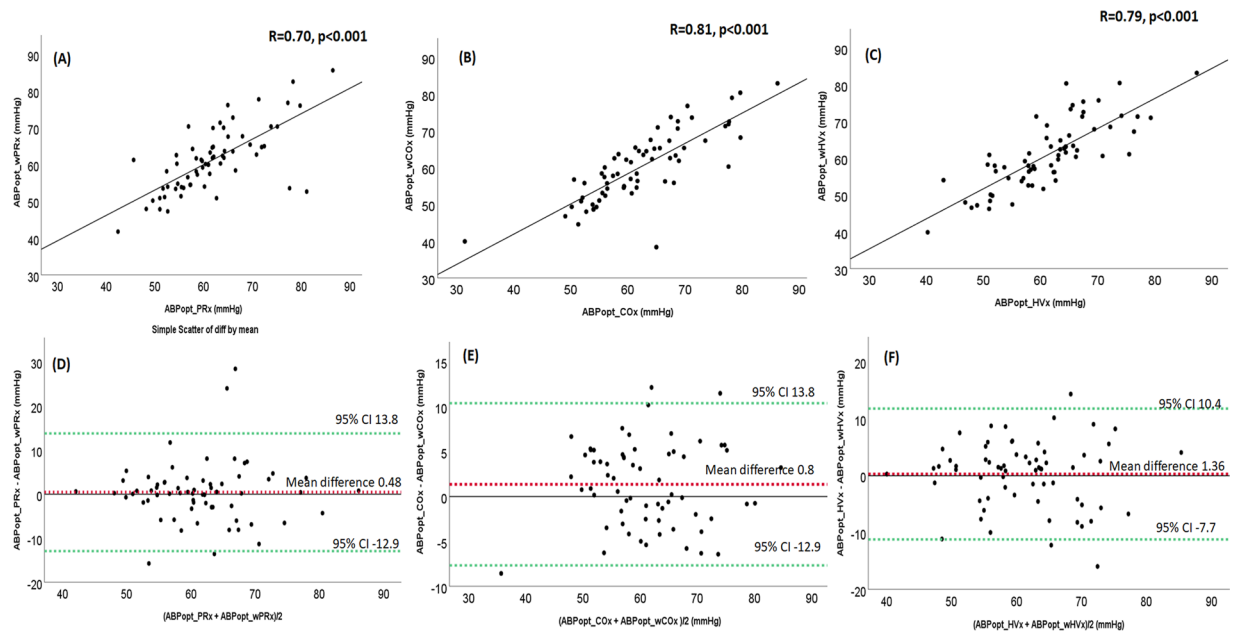 R=0.70, p<0.001
(A)
ABPopt_wPRx (mmHg)
90
80
70
60
50
40
30
30 40 50 60 70 80 90
ABPopt_PRx (mmHg)
R=0.81, p<0.001
(B)
ABPopt_wCOx (mmHg)
90
80
70
60
50
40
30
30 40 50 60 70 80 90
ABPopt_COx (mmHg)
R=0.79, p<0.001
(C)
ABPopt_wHVx (mmHg)
90
80
70
60
50
40
30
30 40 50 60 70 80 90
ABPopt_HVx (mmHg)
Simple Scatter of diff by mean
(D)
ABPopt_PRx - ABPopt_wPRx (mmHg)
30
20
10
0
-10
-20
95% CI 13.8
Mean difference 0.48
95% CI -12.9
40 50 60 70 80 90
(ABPopt_PRx + ABPopt_wPRx)/2
(E)
ABPopt_COx - ABPopt_wCOx (mmHg)
15
10
5
0
-5
-10
95% CI 13.8
Mean difference 0.8
95% CI -12.9
30 40 50 60 70 80 90
(ABPopt_COx + ABPopt_wCOx )/2 (mmHg)
(F)
ABPopt_HVx - ABPopt_wHVx (mmHg)
20
10
0
-10
-20
95% CI 10.4
Mean difference 1.36
95% CI -7.7
40 50 60 70 80 90
(ABPopt_HVx + ABPopt_wHVx)/2 (mmHg)